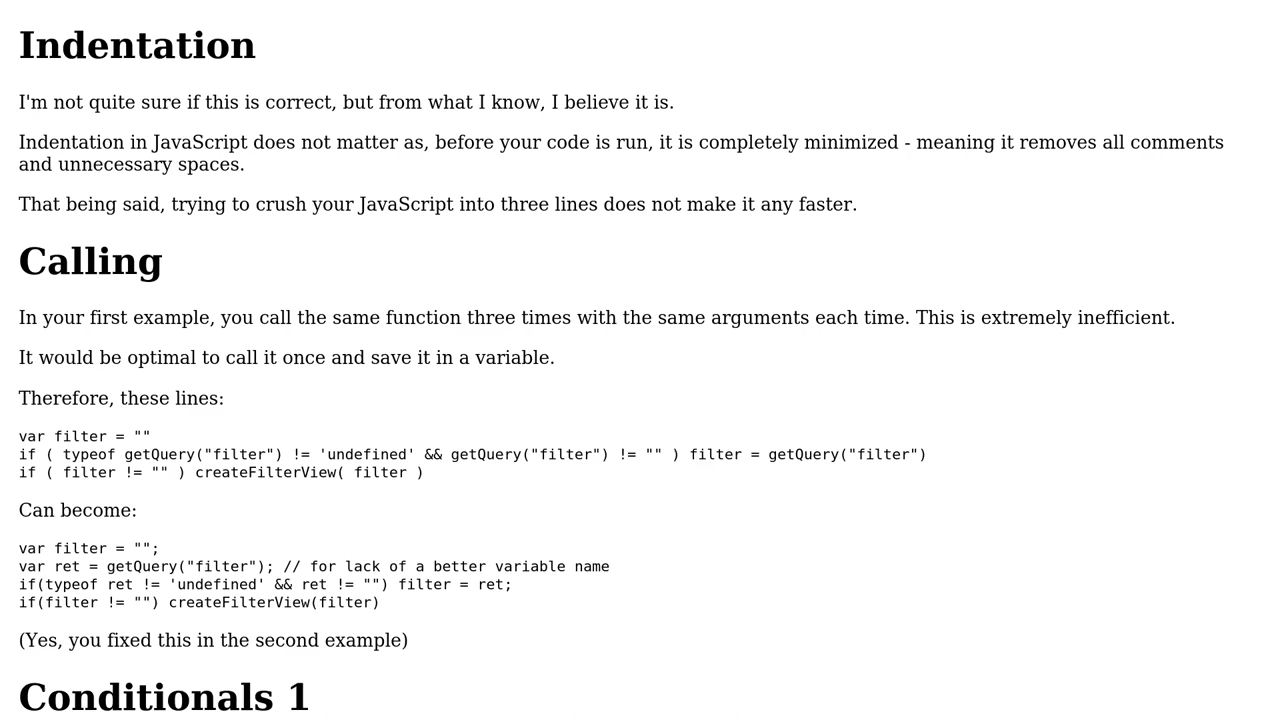 Indentation
I'm not quite sure if this is correct, but from what I know, I believe it is.
Indentation in JavaScript does not matter as, before your code is run, it is completely minimized - meaning it removes all comments
and unnecessary spaces.
That being said, trying to crush your JavaScript into three lines does not make it any faster.
Calling
In your first example, you call the same function three times with the same arguments each time. This is extremely inefficient.
It would be optimal to call it once and save it in a variable.
Therefore, these lines:
var filter = ""
if ( typeof getQuery("filter") != 'undefined' && getQuery("filter") != "" ) filter = getQuery("filter")
if ( filter != "" ) createFilterView( filter )
Can become:
var filter = "";
var ret = getQuery("filter"); // for lack of a better variable name
if(typeof ret != 'undefined' && ret != "") filter = ret;
if(filter != "") createFilterView(filter)
(Yes, you fixed this in the second example)
Conditionals 1